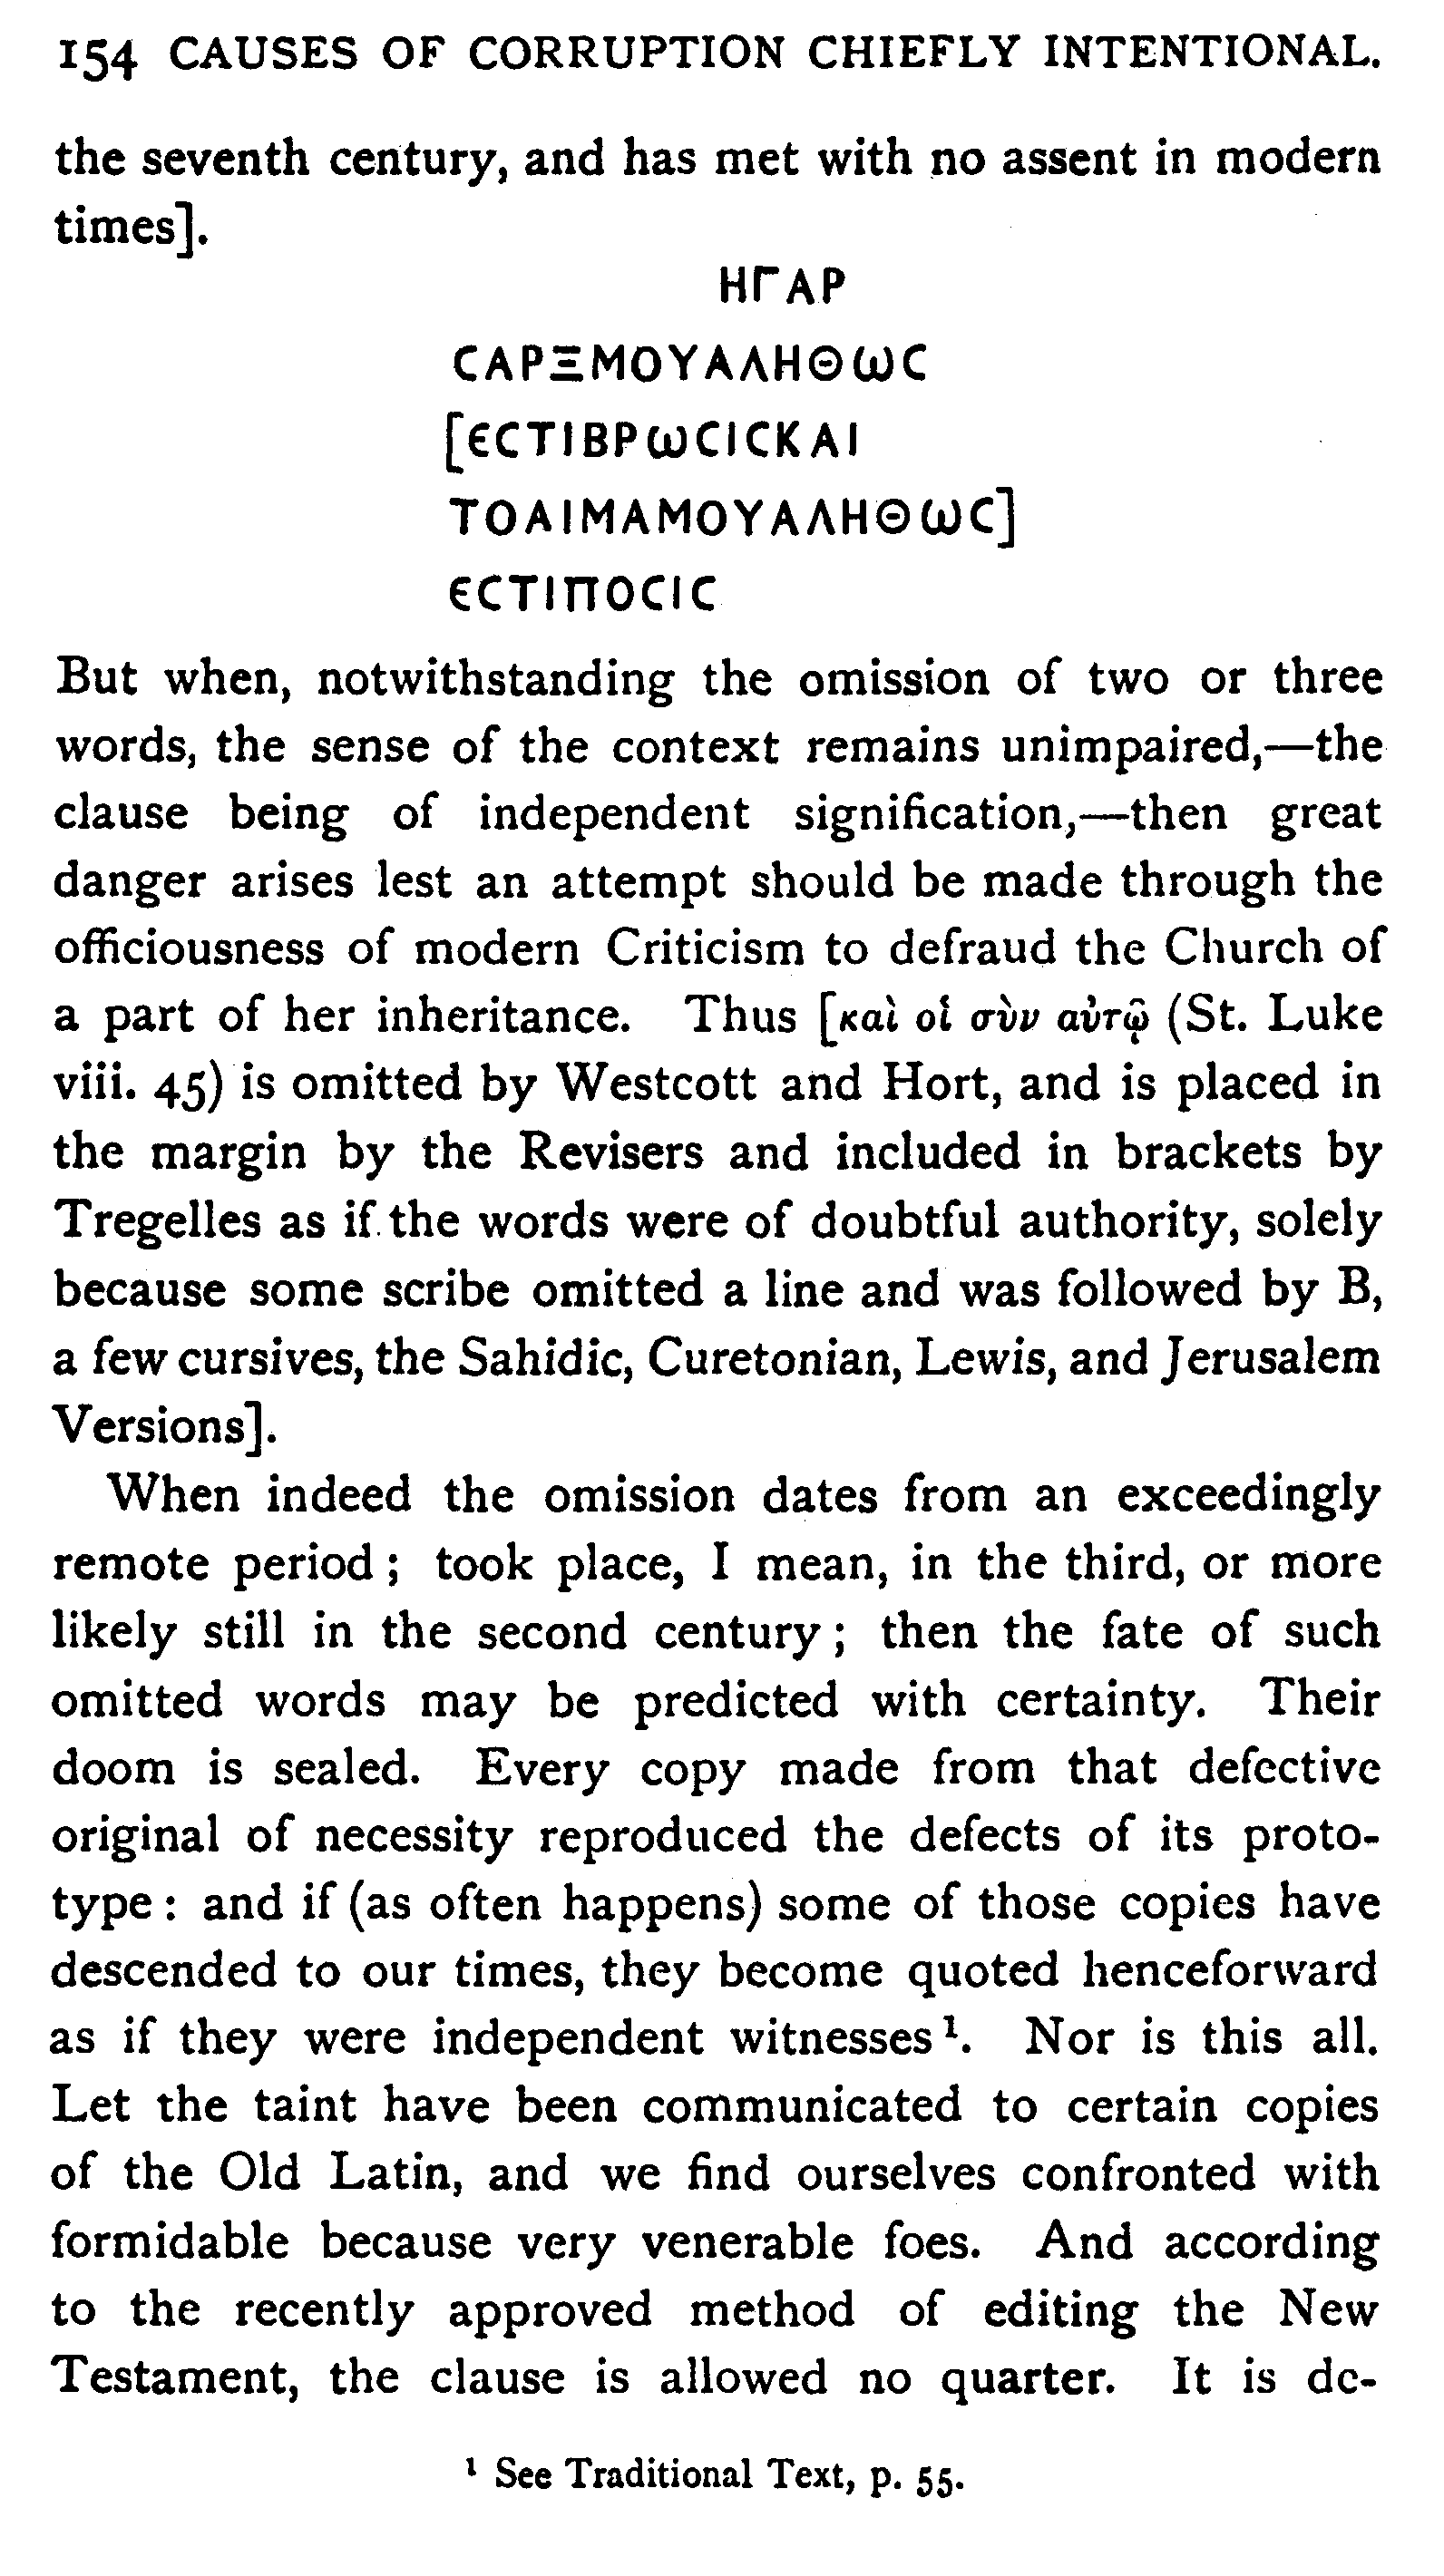 154 CAUSES OF CORRUPTION CHIEFLY INTENTIONAL.
the seventh century, and has met with no assent in modern
times].
ΗΓΑΡ
ϹΑΡΞΜΟΥΑΛΗΘωϹ
[ЄϹΤΙΒΡωϹΙϹΚΑΙ
ΤΟΑΙΜΑΜΟΥΑΛΗΘωϹ]
ЄϹΤΙΠΟϹΙϹ
But when, notwithstanding the omission of two or three
words, the sense of the context remains unimpaired,—the
clause being of independent signification,—then great
danger arises lest an attempt should be made through the
officiousness of modern Criticism to defraud the Church of
a part of her inheritance. Thus [καὶ οἱ σὺν αὐτῷ (St. Luke
viii. 45) is omitted by Westcott and Hort, and is placed in
the margin by the Revisers and included in brackets by
Tregelles as if the words were of doubtful authority, solely
because some scribe omitted a line and was followed by B,
a few cursives, the Sahidic, Curetonian, Lewis, and Jerusalem
Versions].
When indeed the omission dates from an exceedingly
remote period; took place, I mean, in the third, or more
likely still in the second century; then the fate of such
omitted words may be predicted with certainty. Their
doom is sealed. Every copy made from that defective
original of necessity reproduced the defects of its proto-
type: and if (as often happens) some of those copies have
descended to our times, they become quoted henceforward
as if they were independent witnesses¹. Nor is this all.
Let the taint have been communicated to certain copies
of the Old Latin, and we find ourselves confronted with
formidable because very venerable foes. And according
to the recently approved method of editing the New
Testament, the clause is allowed no quarter. It is de-
¹ See Traditional Text, p. 55.